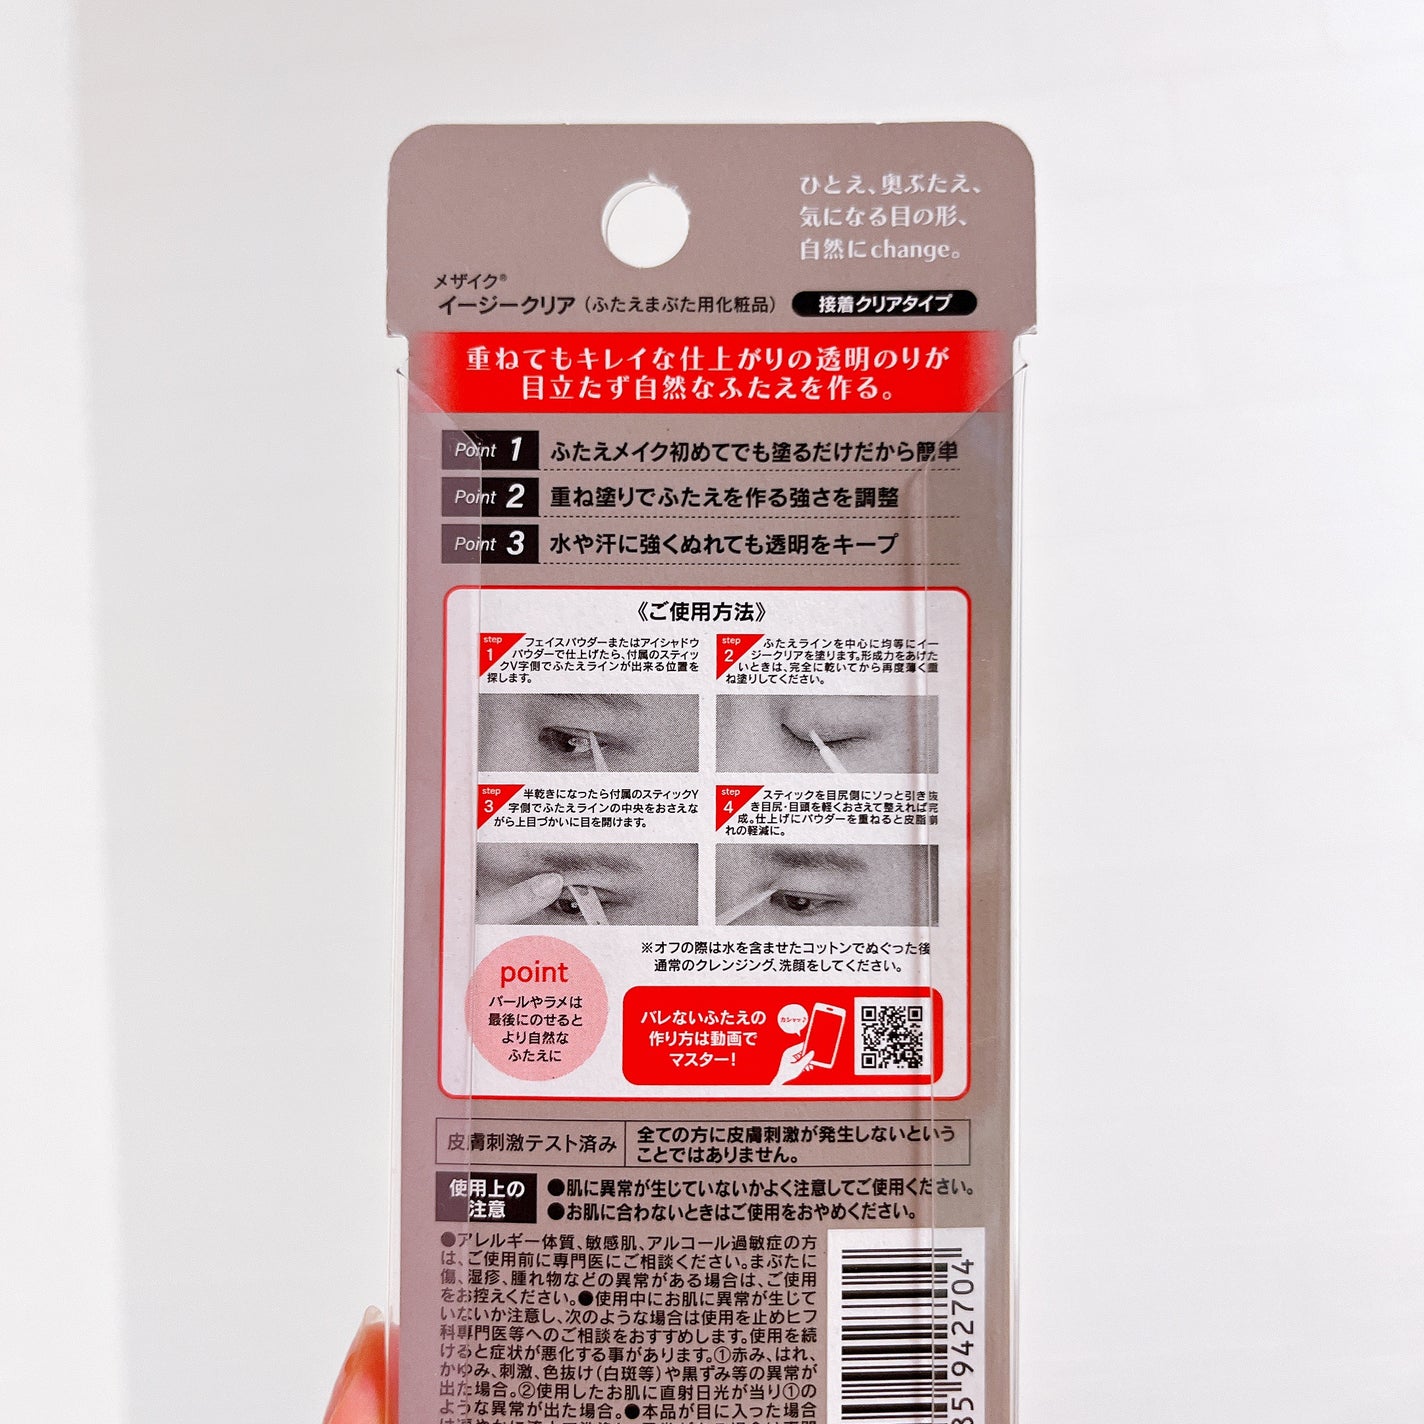 ひとえ、奥ぶたえ、
気になる目の形、
自然にchange。
メザイク®
イージークリア（ふたえまぶた用化粧品） 接着クリアタイプ
重ねてもキレイな仕上がりの透明のりが
目立たず自然なふたえを作る。
Point 1 ふたえメイク初めてでも塗るだけだから簡単
Point 2 重ね塗りでふたえを作る強さを調整
Point 3 水や汗に強くぬれても透明をキープ
《ご使用方法》
step 1
フェイスパウダーまたはアイシャドウ
パウダーで仕上げたら、付属のスティッ
クV字側でふたえラインが出来る位置を
探します。
step 2
ふたえラインを中心に均等にイー
ジークリアを塗ります。形成力をあげた
いときは、完全に乾いてから再度薄く重
ね塗りしてください。
step 3
半乾きになったら付属のスティックY
字側でふたえラインの中央をおさえな
がら上目づかいに目を開けます。
step 4
スティックを目尻側にソっと引き抜
き目尻・目頭を軽くおさえて整えれば完
成。仕上げにパウダーを重ねると皮脂崩
れの軽減に。
※オフの際は水を含ませたコットンでぬぐった後
通常のクレンジング、洗顔をしてください。
point
パールやラメは
最後にのせると
より自然な
ふたえに
バレないふたえの
作り方は動画で
マスター！
カシャッ♪
皮膚刺激テスト済み
全ての方に皮膚刺激が発生しないという
ことではありません。
使用上の
注意
●肌に異常が生じていないかよく注意してご使用ください。
●お肌に合わないときはご使用をおやめください。
●アレルギー体質、敏感肌、アルコール過敏症の方
は、ご使用前に専門医にご相談ください。まぶたに
傷、湿疹、腫れ物などの異常がある場合は、ご使用
をお控えください。●使用中にお肌に異常が生じて
いないか注意し、次のような場合は使用を止めヒフ
科専門医等へのご相談をおすすめします。使用を続
けると症状が悪化する事があります。①赤み、はれ、
かゆみ、刺激、色抜け（白斑等）や黒ずみ等の異常が
出た場合。②使用したお肌に直射日光が当り①の
ような異常が出た場合。●本品が目に入った場合
85942704